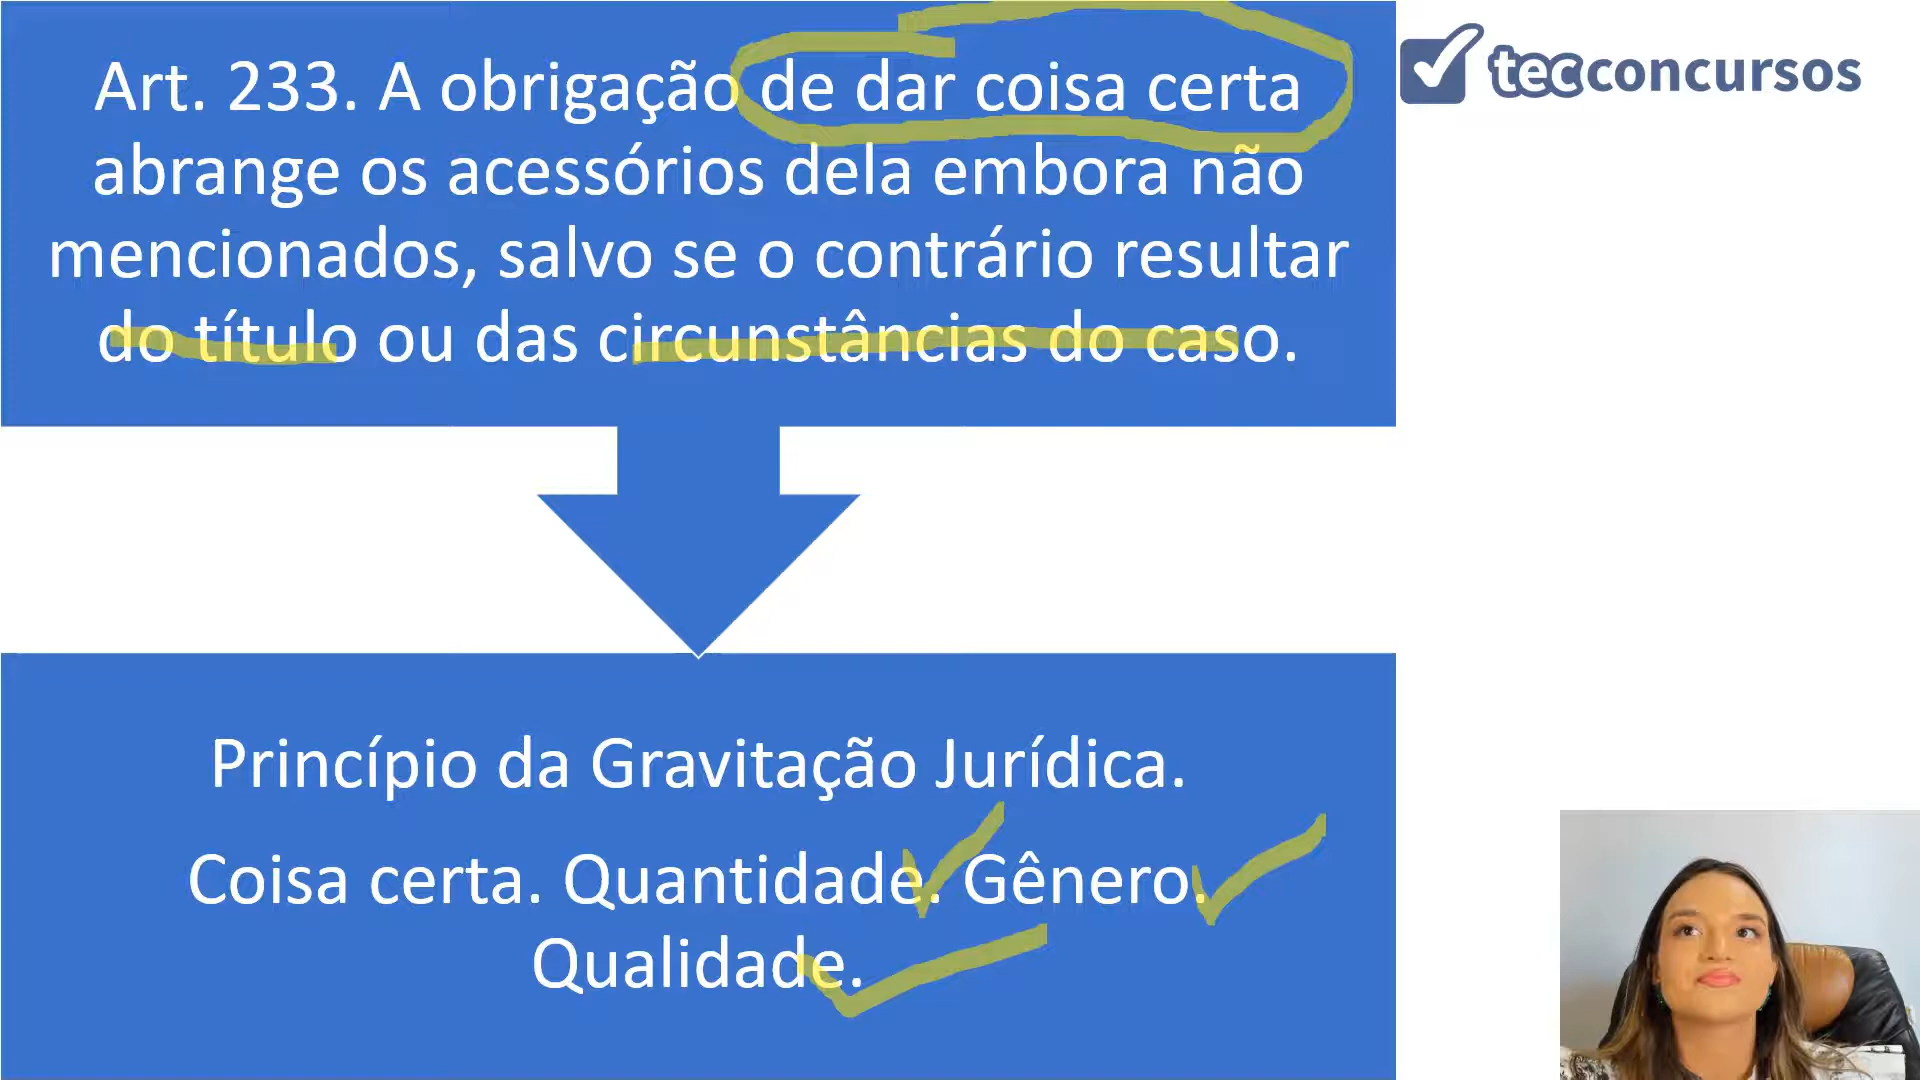 Art. 233. A obrigação de dar coisa certa
abrange os acessórios dela embora não
mencionados, salvo se o contrário resultar
do título ou das circunstâncias do caso.
tecconcursos
Princípio da Gravitação Jurídica.
Coisa certa. Quantidade. Gênero.
Qualidade.